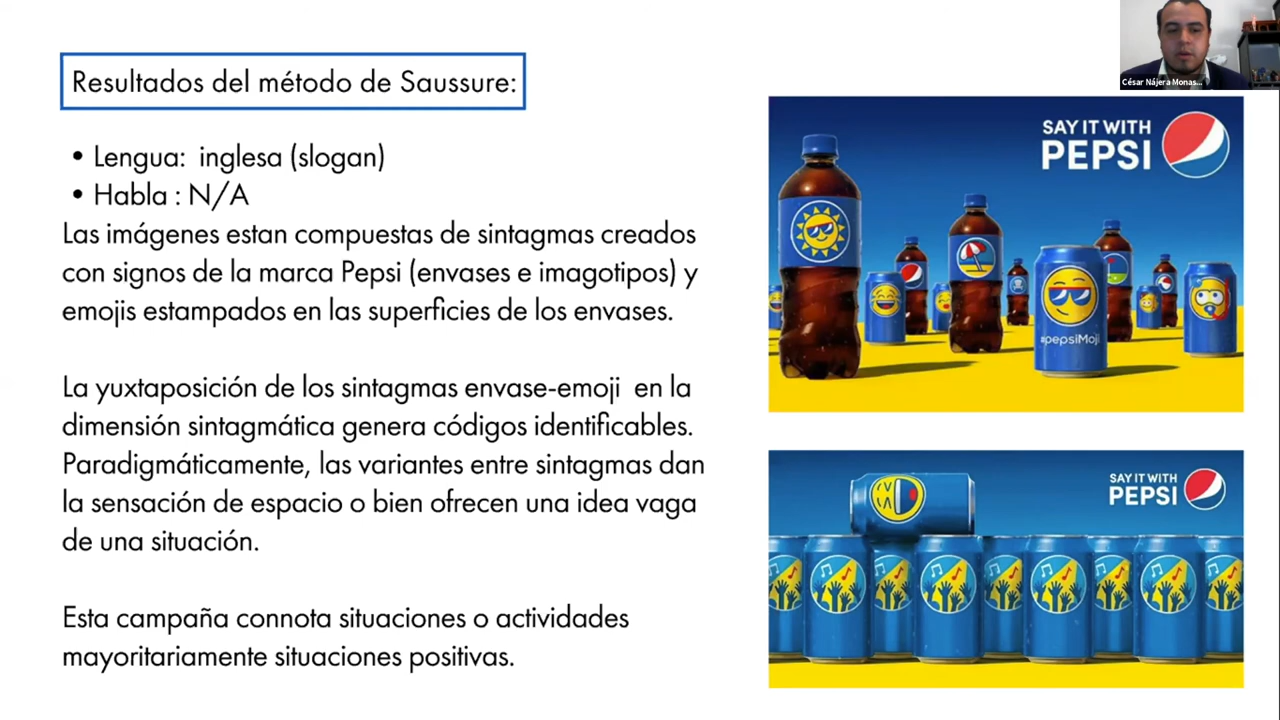 Resultados del método de Saussure:
• Lengua: inglesa (slogan)
• Habla : N/A
Las imágenes estan compuestas de sintagmas creados
con signos de la marca Pepsi (envases e imagotipos) y
emojis estampados en las superficies de los envases.
La yuxtaposición de los sintagmas envase-emoji en la
dimensión sintagmática genera códigos identificables.
Paradigmáticamente, las variantes entre sintagmas dan
la sensación de espacio o bien ofrecen una idea vaga
de una situación.
Esta campaña connota situaciones o actividades
mayoritariamente situaciones positivas.
César Nájera Monas...
SAY IT WITH
PEPSI
#pepsiMoji
SAY IT WITH
PEPSI